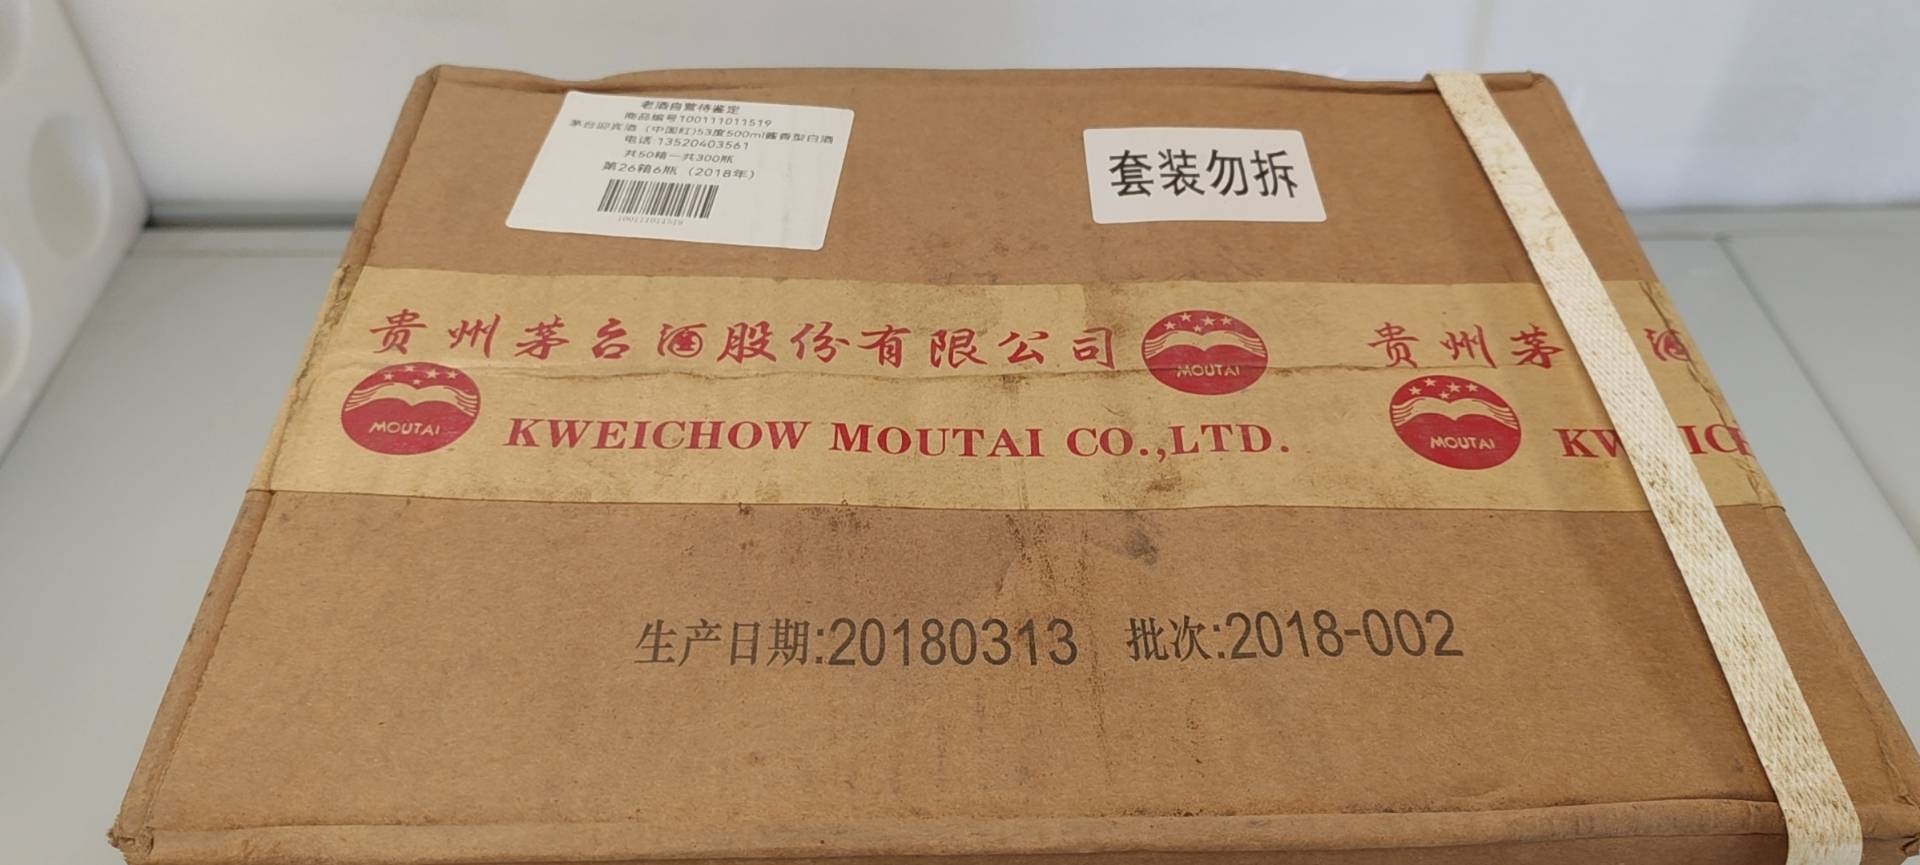 老酒自营待鉴定
商品编号100111011519
茅台迎宾酒（中国红)53度500ml酱香型白酒
电话:13520403561
共50箱—共300瓶
第26箱6瓶（2018年）
100111011519
套装勿拆
贵州茅台酒股份有限公司 MOUTAI 贵州茅 酒
MOUTAI KWEICHOW MOUTAI CO.,LTD. MOUTAI KW
生产日期:20180313 批次:2018-002